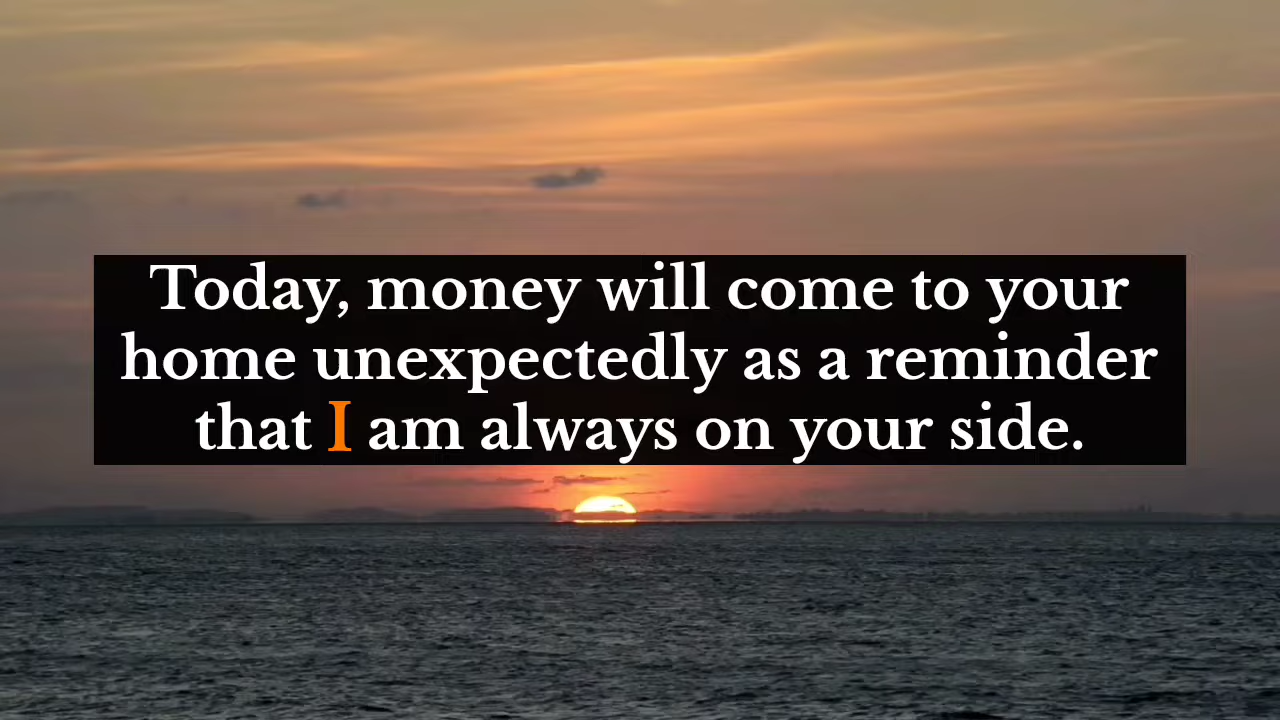 Today, money will come to your
home unexpectedly as a reminder
that I am always on your side.